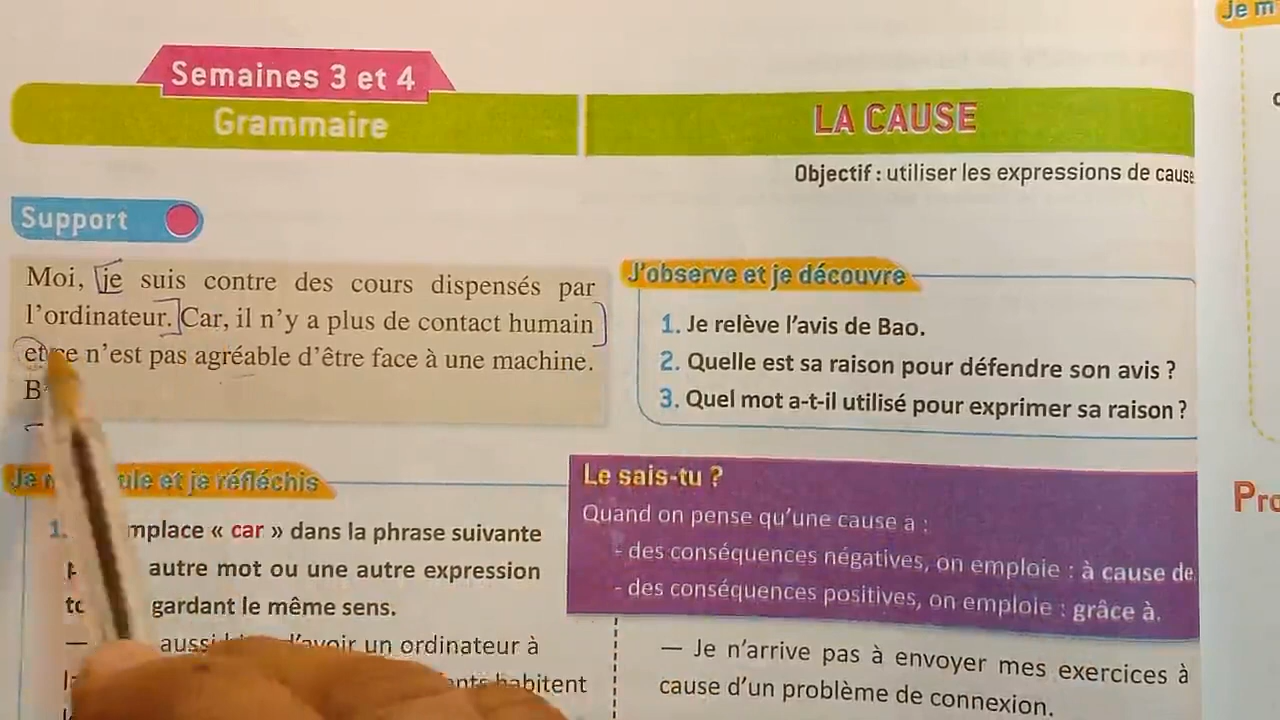 Je m
Semaines 3 et 4
Grammaire
LA CAUSE
Objectif : utiliser les expressions de cause
Support
Moi, je suis contre des cours dispensés par
l'ordinateur. Car, il n'y a plus de contact humain
et ce n'est pas agréable d'être face à une machine.
J'observe et je découvre
1. Je relève l'avis de Bao.
2. Quelle est sa raison pour défendre son avis ?
3. Quel mot a-t-il utilisé pour exprimer sa raison ?
et je réfléchis
1. « car » dans la phrase suivante
autre mot ou une autre expression
gardant le même sens.
— aussi d'avoir un ordinateur à
habitent
Le sais-tu ?
Quand on pense qu'une cause a :
- des conséquences négatives, on emploie : à cause de
- des conséquences positives, on emploie : grâce à.
— Je n'arrive pas à envoyer mes exercices à
cause d'un problème de connexion.